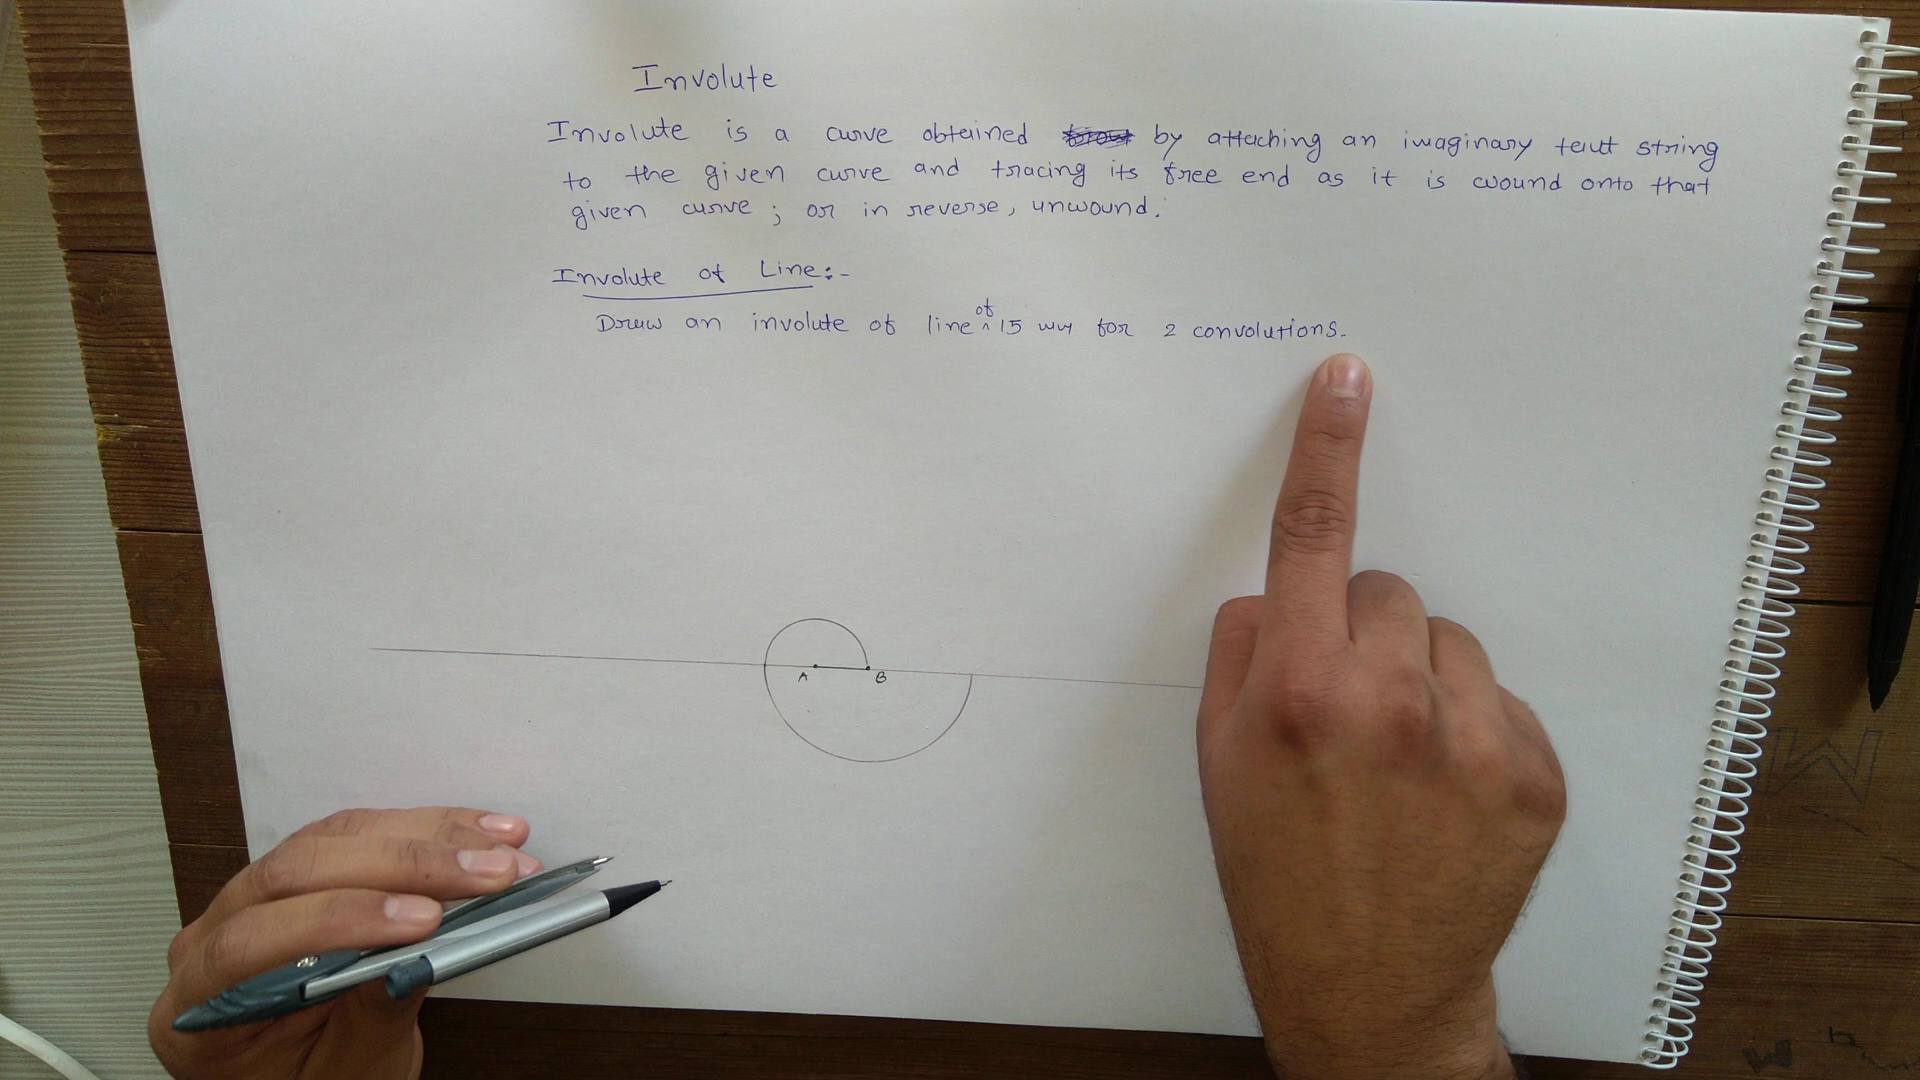 Involute
Involute is a curve obtained by attaching an imaginary taut string
to the given curve and tracing its free end as it is wound onto that
given curve; or in reverse, unwound.
Involute of Line:-
Draw an involute of line of 15 mm for 2 convolutions.
A B